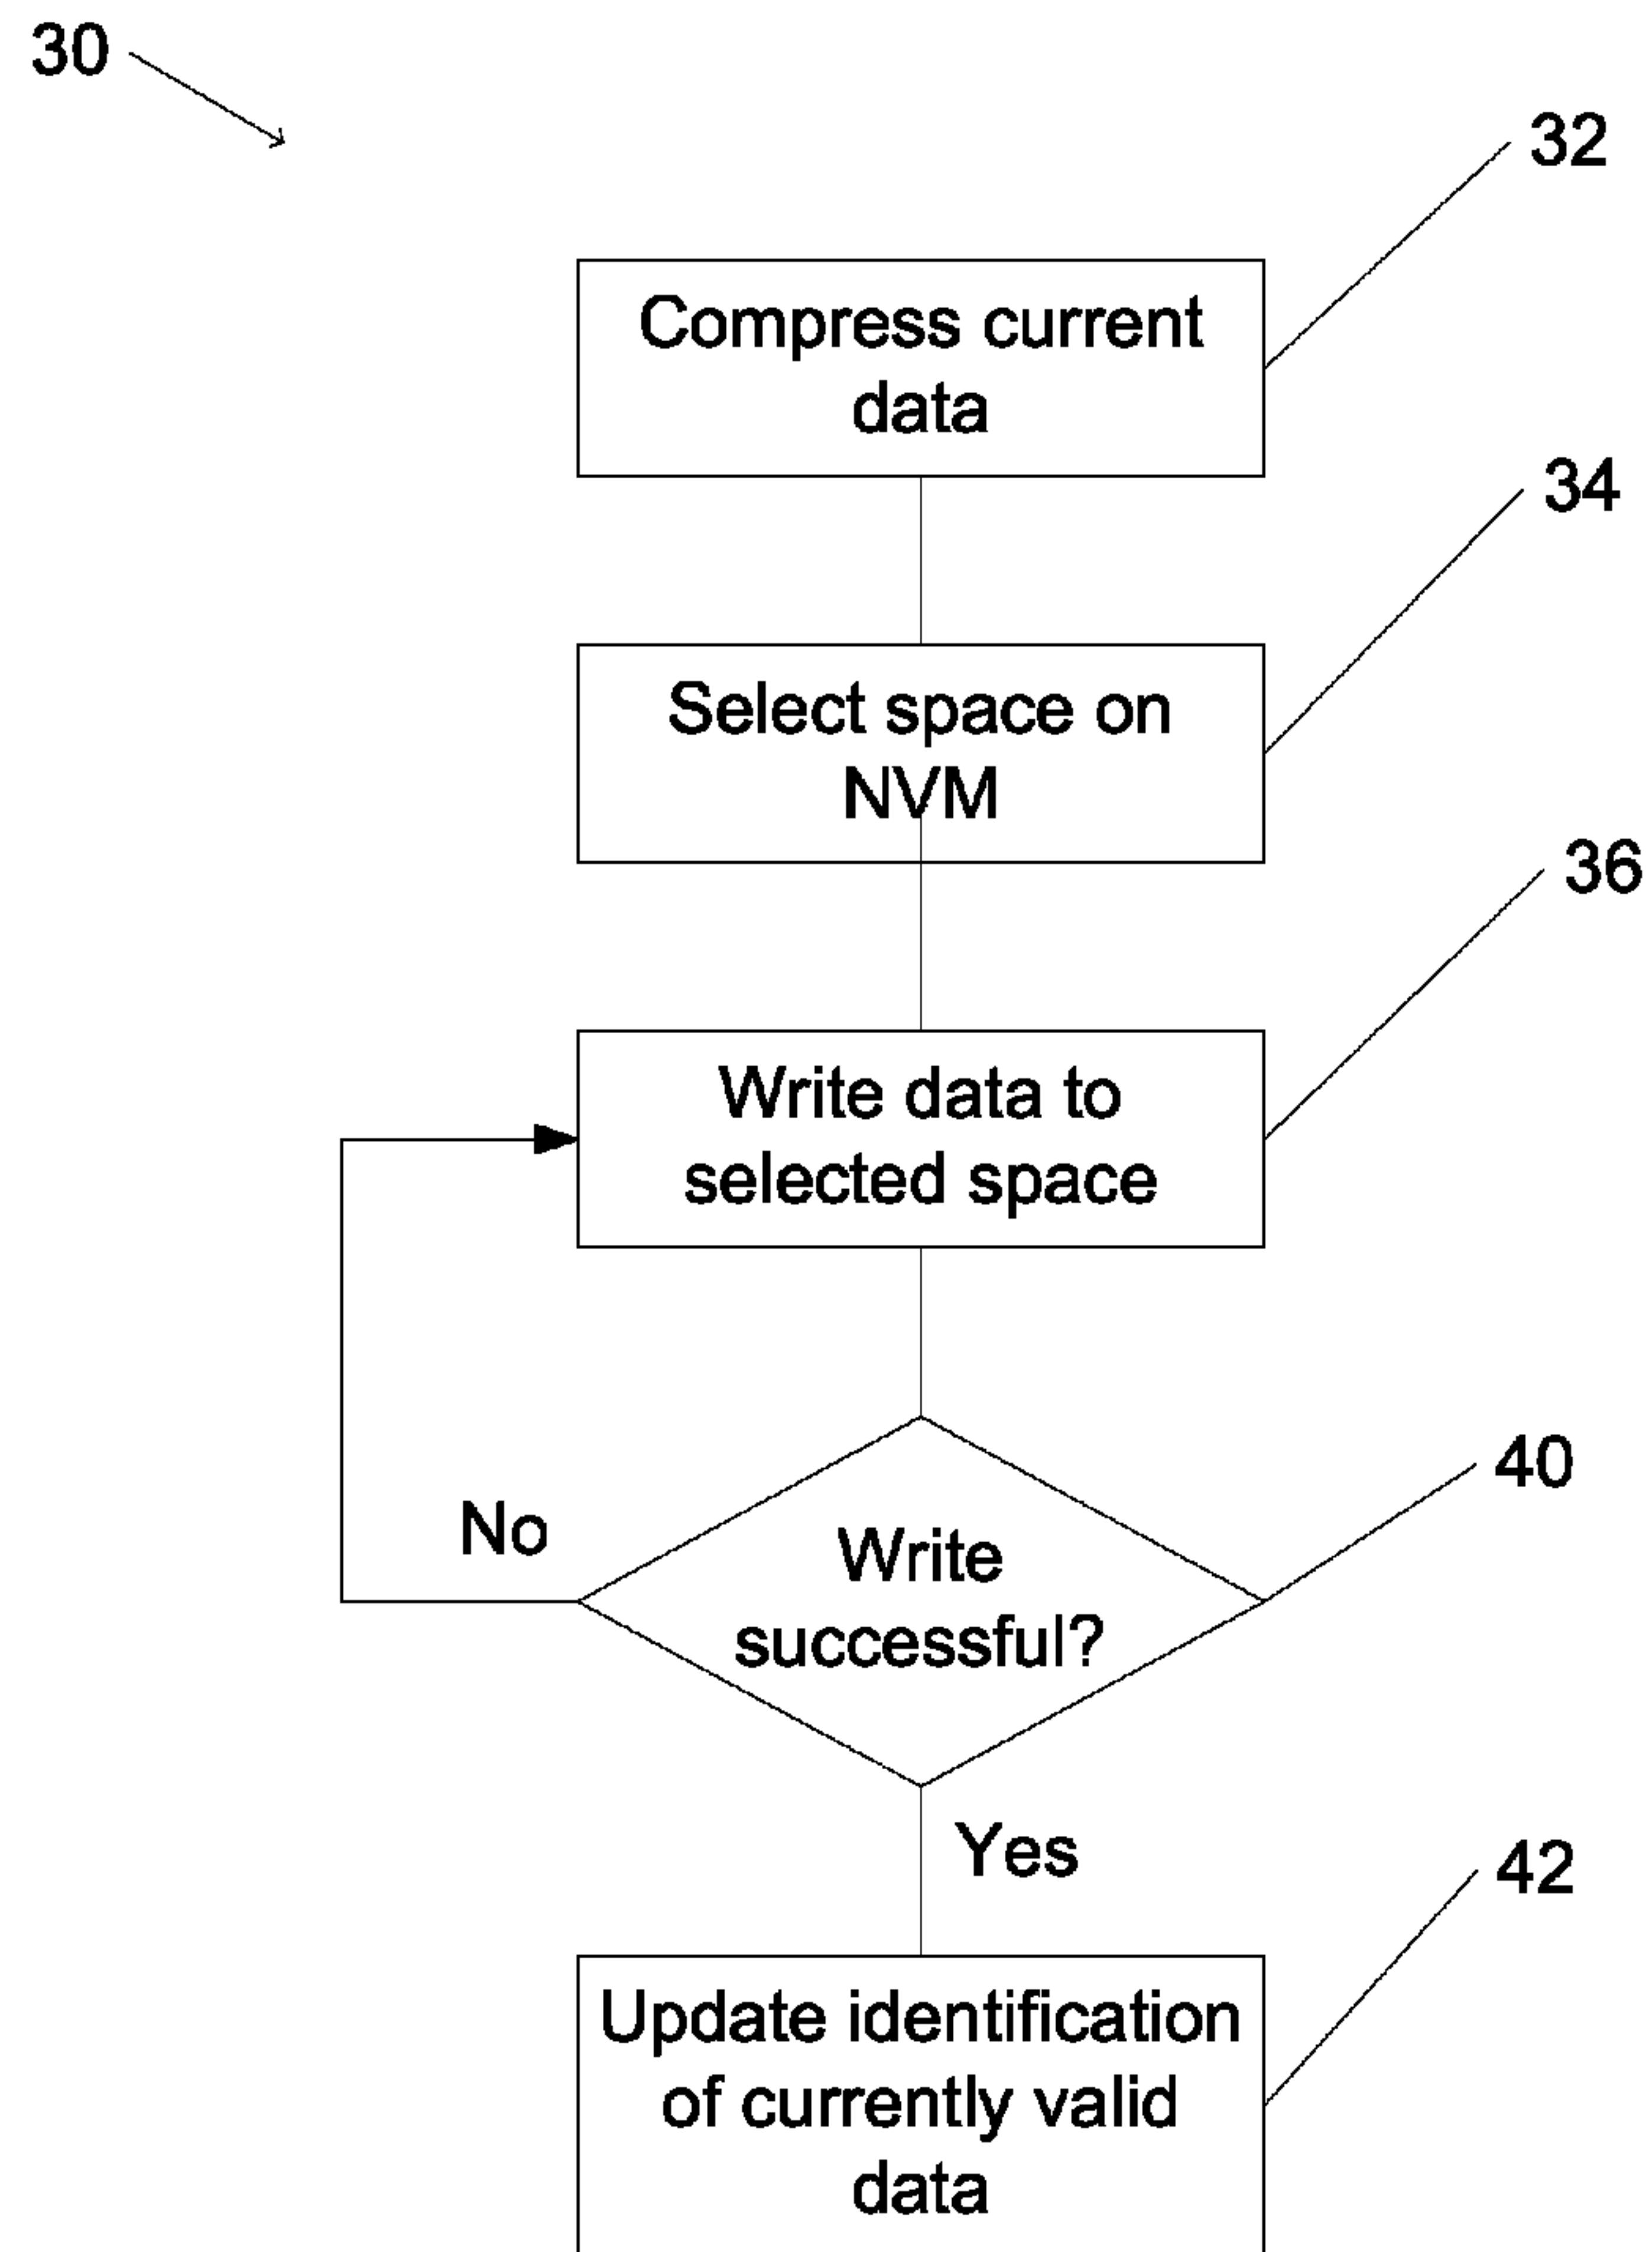 30
32
Compress current
data
34
Select space on
NVM
36
Write data to
selected space
40
No
Write
successful?
Yes
42
Update identification
of currently valid
data